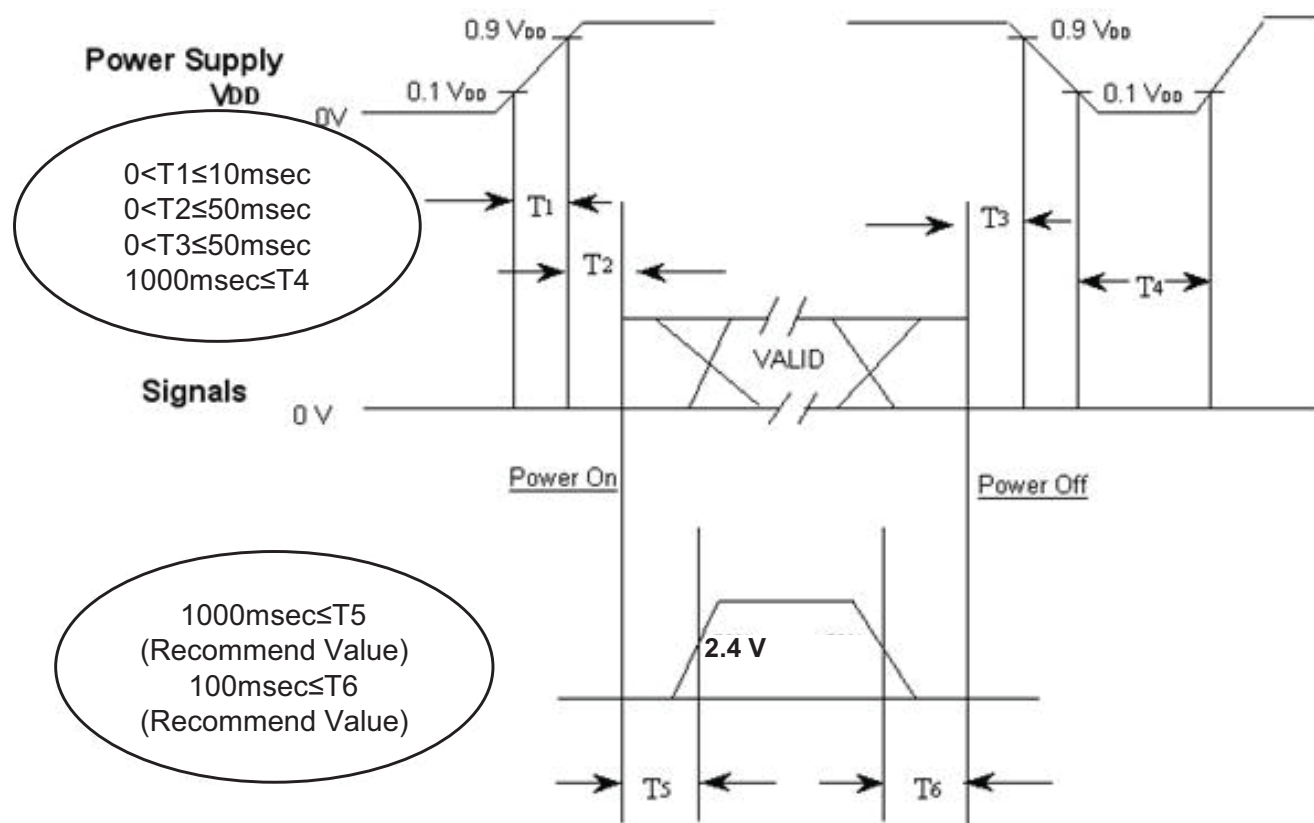 0.9 VDD
0.9 VDD
Power Supply
VDD
0.1 VDD
0.1 VDD
0V
0<T1≤10msec
0<T2≤50msec
0<T3≤50msec
1000msec≤T4
T1
T3
T2
T4
VALID
Signals
0 V
Power On
Power Off
1000msec≤T5
(Recommend Value)
100msec≤T6
(Recommend Value)
2.4 V
T5
T6